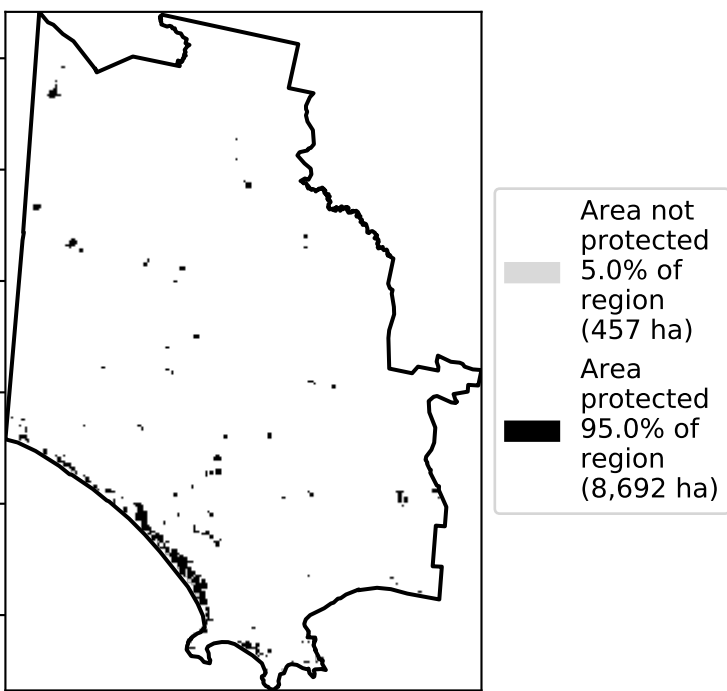 Area not
protected
5.0% of
region
(457 ha)
Area
protected
95.0% of
region
(8,692 ha)